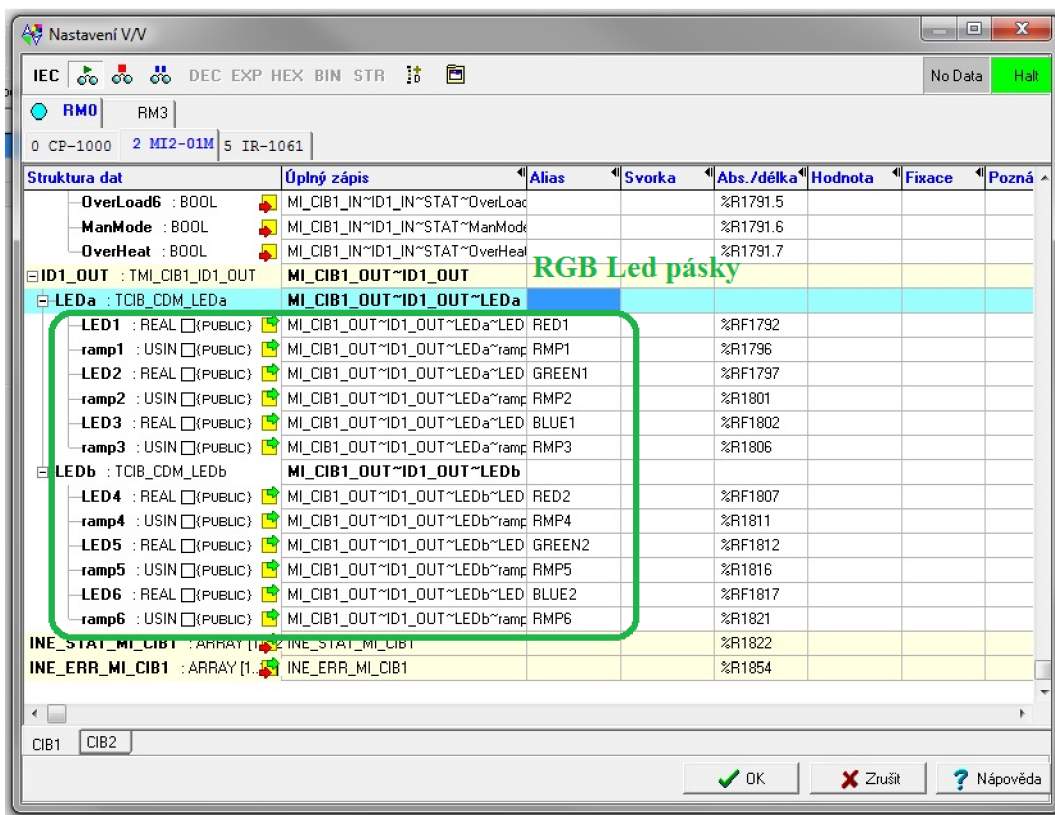 Nastavení V/V
IEC DEC EXP HEX BIN STR No Data Halt
RM0 RM3
0 CP-1000 2 MI2-01M 5 IR-1061
Struktura dat Úplný zápis Alias Svorka Abs./délka Hodnota Fixace Pozná
OverLoad6 : BOOL MI_CIB1_IN~ID1_IN~STAT~OverLoad %R1791.5
ManMode : BOOL MI_CIB1_IN~ID1_IN~STAT~ManMode %R1791.6
OverHeat : BOOL MI_CIB1_IN~ID1_IN~STAT~OverHeat %R1791.7
RGB Led pásky
ID1_OUT : TMI_CIB1_ID1_OUT MI_CIB1_OUT~ID1_OUT
LEDa : TCIB_CDM_LEDa MI_CIB1_OUT~ID1_OUT~LEDa
LED1 : REAL {PUBLIC} MI_CIB1_OUT~ID1_OUT~LEDa~LED RED1 %RF1792
ramp1 : USIN {PUBLIC} MI_CIB1_OUT~ID1_OUT~LEDa~ramp RMP1 %R1796
LED2 : REAL {PUBLIC} MI_CIB1_OUT~ID1_OUT~LEDa~LED GREEN1 %RF1797
ramp2 : USIN {PUBLIC} MI_CIB1_OUT~ID1_OUT~LEDa~ramp RMP2 %R1801
LED3 : REAL {PUBLIC} MI_CIB1_OUT~ID1_OUT~LEDa~LED BLUE1 %RF1802
ramp3 : USIN {PUBLIC} MI_CIB1_OUT~ID1_OUT~LEDa~ramp RMP3 %R1806
LEDb : TCIB_CDM_LEDb MI_CIB1_OUT~ID1_OUT~LEDb
LED4 : REAL {PUBLIC} MI_CIB1_OUT~ID1_OUT~LEDb~LED RED2 %RF1807
ramp4 : USIN {PUBLIC} MI_CIB1_OUT~ID1_OUT~LEDb~ramp RMP4 %R1811
LED5 : REAL {PUBLIC} MI_CIB1_OUT~ID1_OUT~LEDb~LED GREEN2 %RF1812
ramp5 : USIN {PUBLIC} MI_CIB1_OUT~ID1_OUT~LEDb~ramp RMP5 %R1816
LED6 : REAL {PUBLIC} MI_CIB1_OUT~ID1_OUT~LEDb~LED BLUE2 %RF1817
ramp6 : USIN {PUBLIC} MI_CIB1_OUT~ID1_OUT~LEDb~ramp RMP6 %R1821
INE_STAT_MI_CIB1 : ARRAY [1..2 INE_STAT_MI_CIB1 %R1822
INE_ERR_MI_CIB1 : ARRAY [1.. INE_ERR_MI_CIB1 %R1854
CIB1 CIB2
OK Zrušit Nápověda